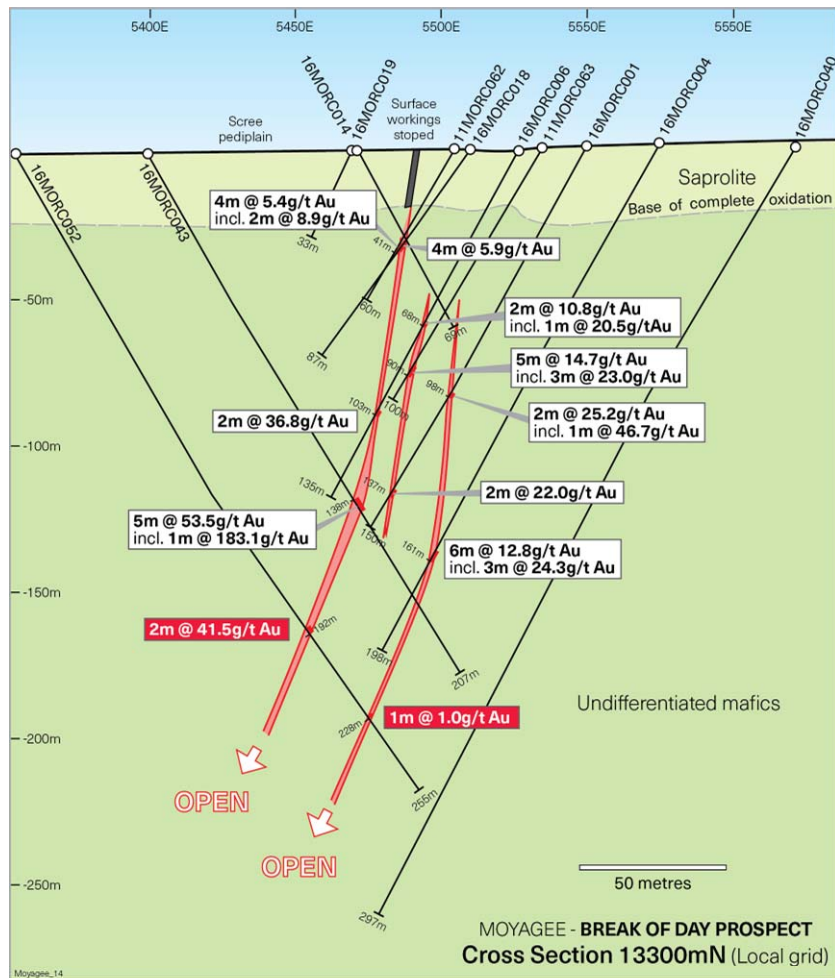 5400E
5450E
5500E
5550E
5550E
16MORC014
16MORC019
11MORC062
16MORC018
16MORC006
11MORC063
16MORC001
16MORC004
16MORC040
Scree
pediplain
Surface
workings
stoped
16MORC052
16MORC043
Saprolite
Base of complete oxidation
4m @ 5.4g/t Au
incl. 2m @ 8.9g/t Au
33m
41m
4m @ 5.9g/t Au
-50m
60m
87m
68m
69m
2m @ 10.8g/t Au
incl. 1m @ 20.5g/tAu
90m
98m
100m
5m @ 14.7g/t Au
incl. 3m @ 23.0g/t Au
2m @ 36.8g/t Au
103m
2m @ 25.2g/t Au
incl. 1m @ 46.7g/t Au
-100m
135m
138m
137m
2m @ 22.0g/t Au
5m @ 53.5g/t Au
incl. 1m @ 183.1g/t Au
150m
161m
6m @ 12.8g/t Au
incl. 3m @ 24.3g/t Au
-150m
2m @ 41.5g/t Au
192m
198m
207m
Undifferentiated mafics
1m @ 1.0g/t Au
-200m
228m
255m
OPEN
OPEN
-250m
297m
50 metres
MOYAGEE - BREAK OF DAY PROSPECT
Cross Section 13300mN (Local grid)
Moyagee_14